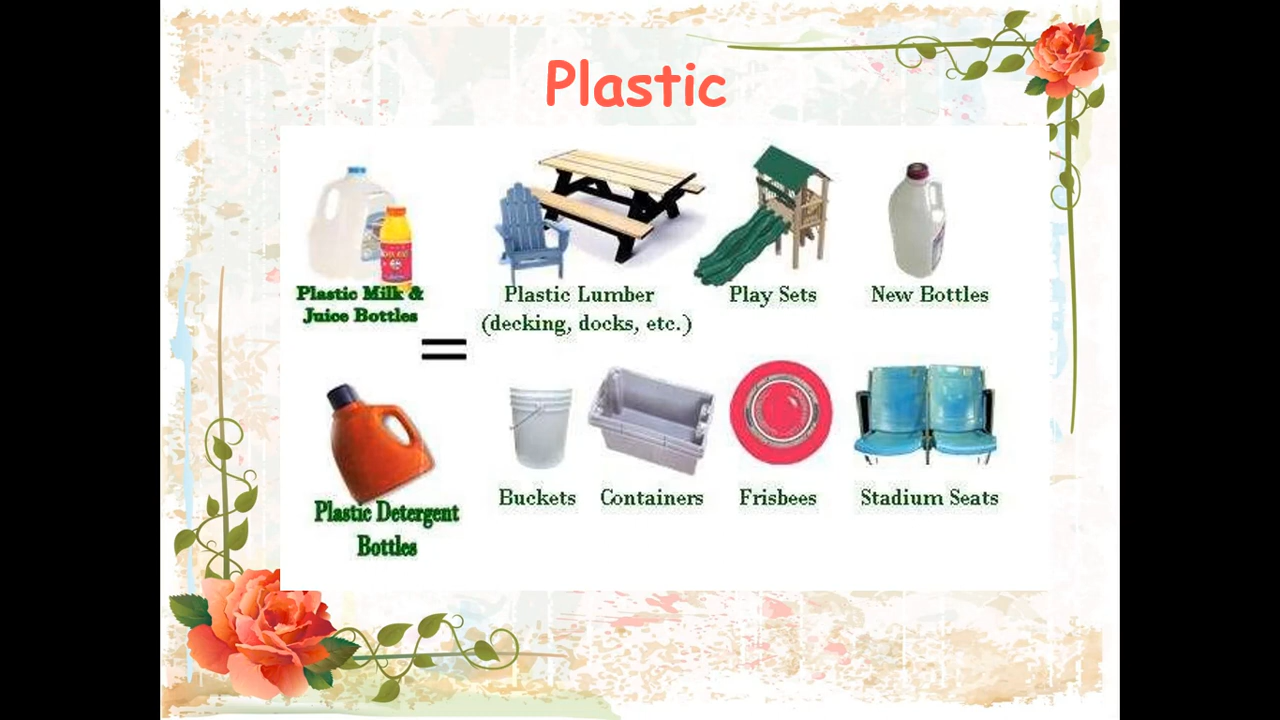 Plastic
Plastic Milk &
Juice Bottles
Plastic Lumber
(decking, docks, etc.)
Play Sets
New Bottles
=
Plastic Detergent
Bottles
Buckets
Containers
Frisbees
Stadium Seats